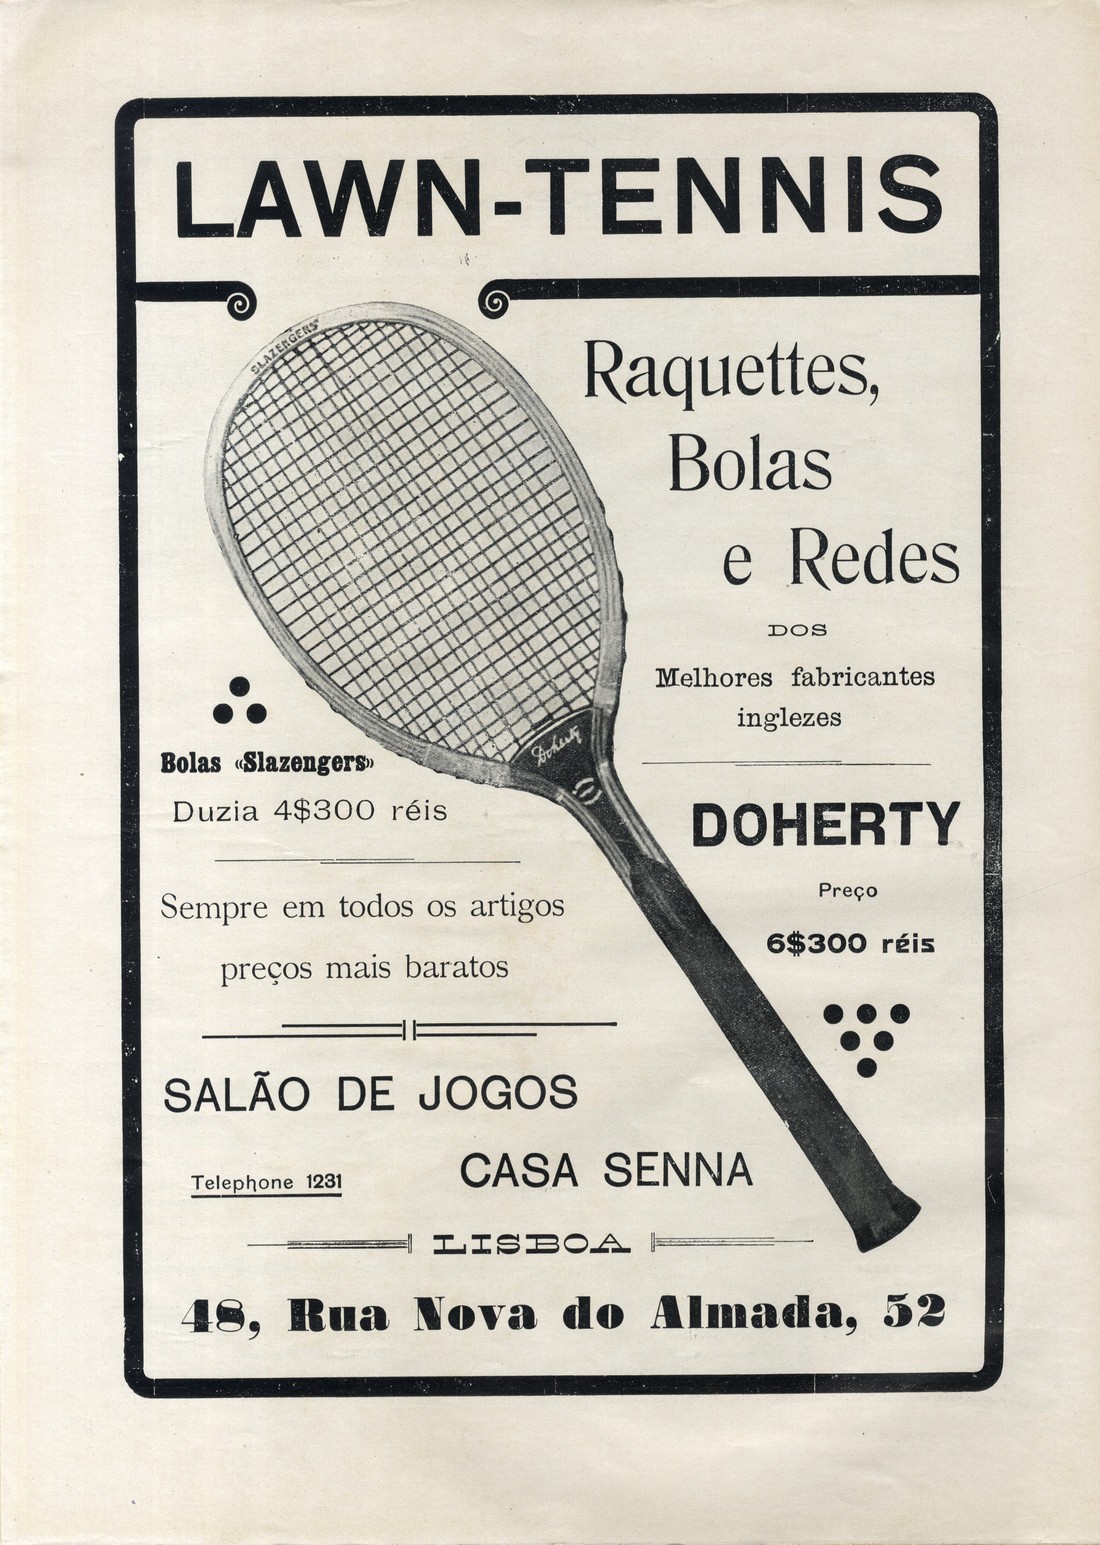 LAWN-TENNIS
SLAZENGERS
Raquettes,
Bolas
e Redes
DOS
Melhores fabricantes
inglezes
Doherty
Bolas «Slazengers»
Duzia 4$300 réis
DOHERTY
Preço
6$300 réis
Sempre em todos os artigos
preços mais baratos
SALÃO DE JOGOS
CASA SENNA
Telephone 1231
LISBOA
48, Rua Nova do Almada, 52